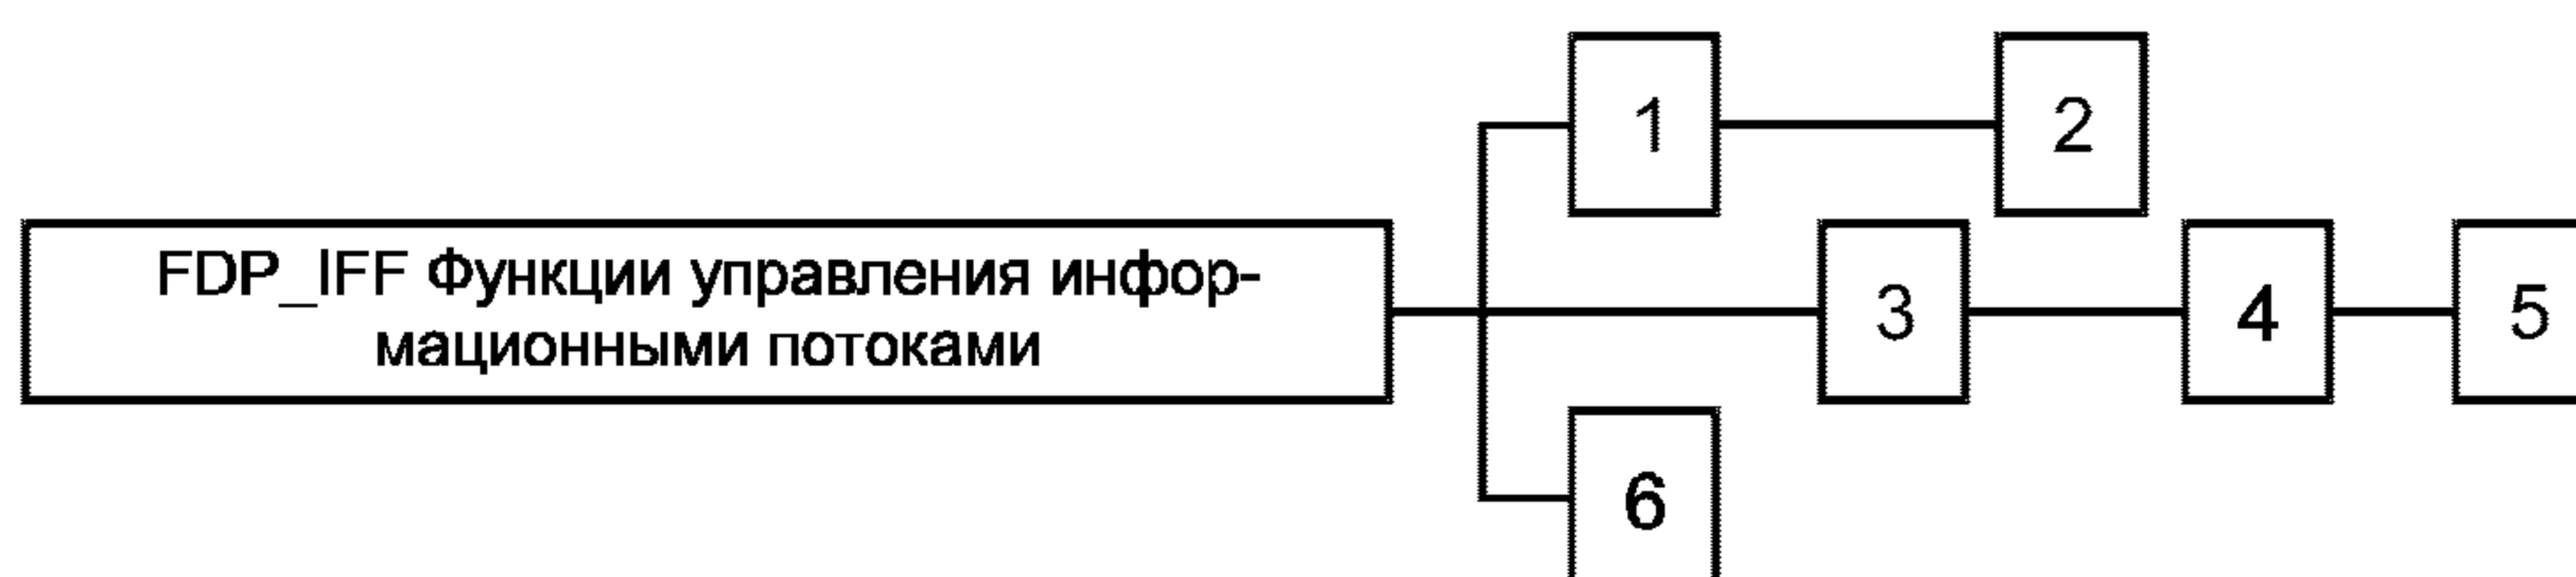 1 2
FDP_IFF Функции управления инфор-
мационными потоками
3 4 5
6